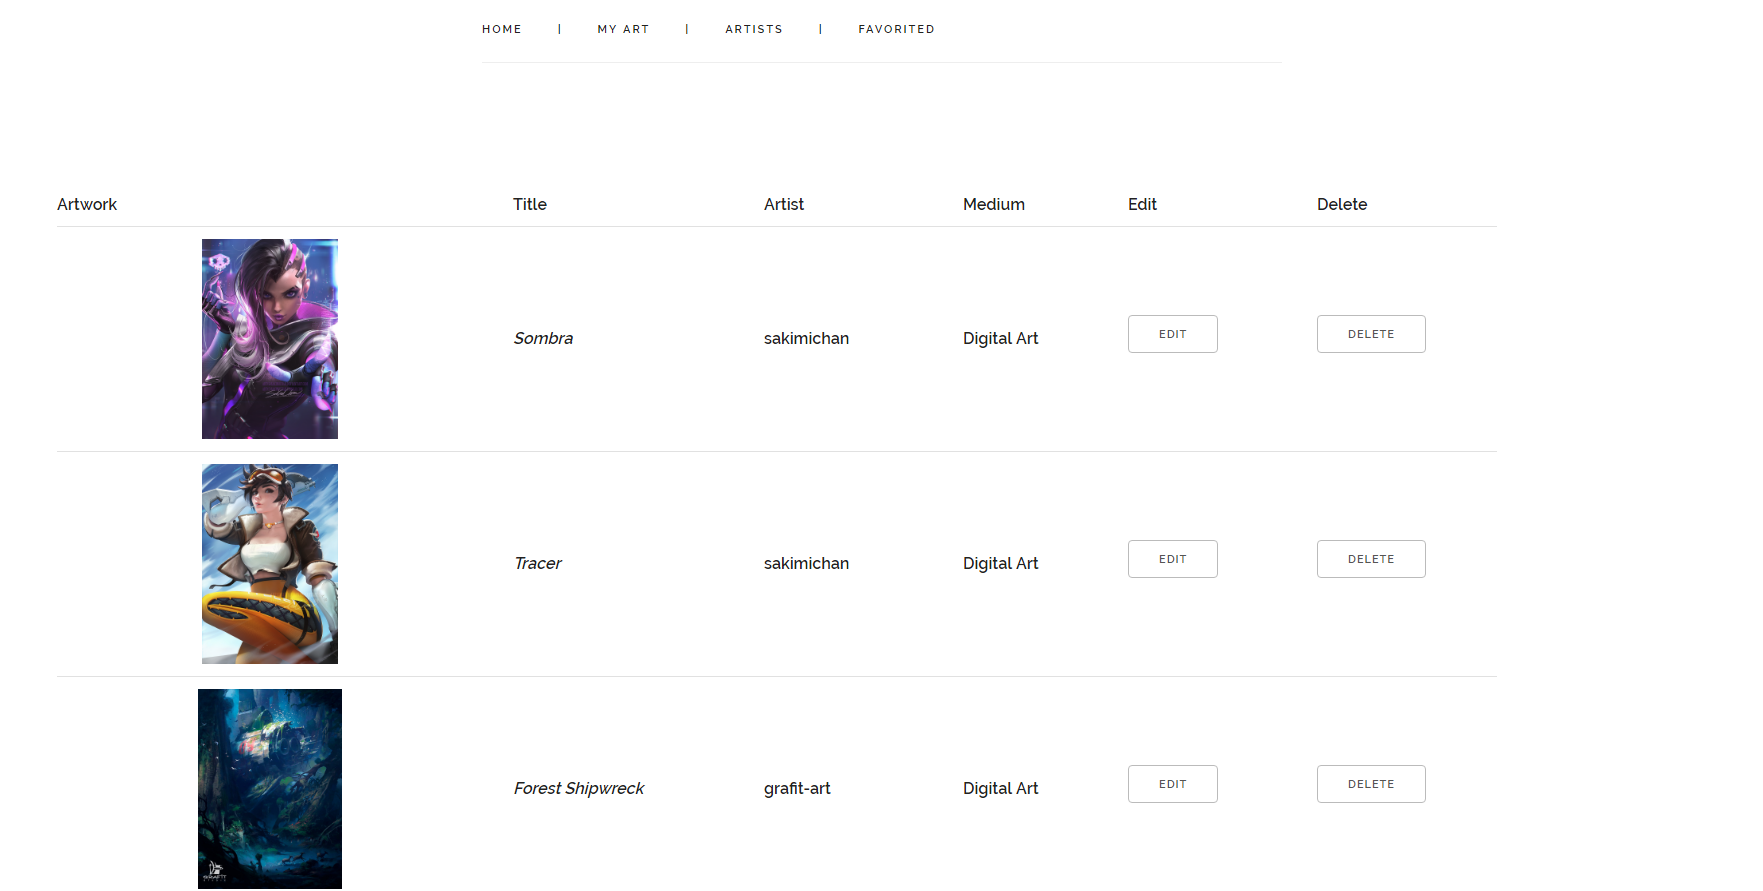 HOME | MY ART | ARTISTS | FAVORITED
Artwork Title Artist Medium Edit Delete
Sombra sakimichan Digital Art EDIT DELETE
Tracer sakimichan Digital Art EDIT DELETE
Forest Shipwreck grafit-art Digital Art EDIT DELETE